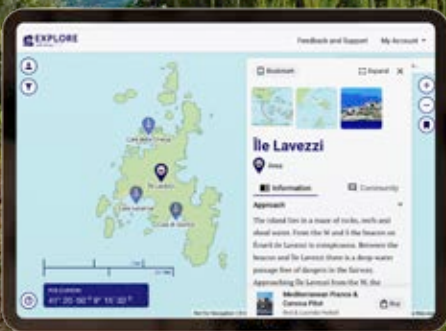 EXPLORE
Feedback and Support My Account
Bookmark Expand
Île Lavezzi
Area
Île Lavezzi
Information Community
Approach
The island lies in a maze of rocks, reefs and
shoal water. From the W and S the beacon on
Écueil de Lavezzi is conspicuous. Between the
beacon and Île Lavezzi there is a deep-water
passage free of dangers in the fairway.
Approaching Île Lavezzi from the W, the
Mediterranean France &
Corsica Pilot
Buy